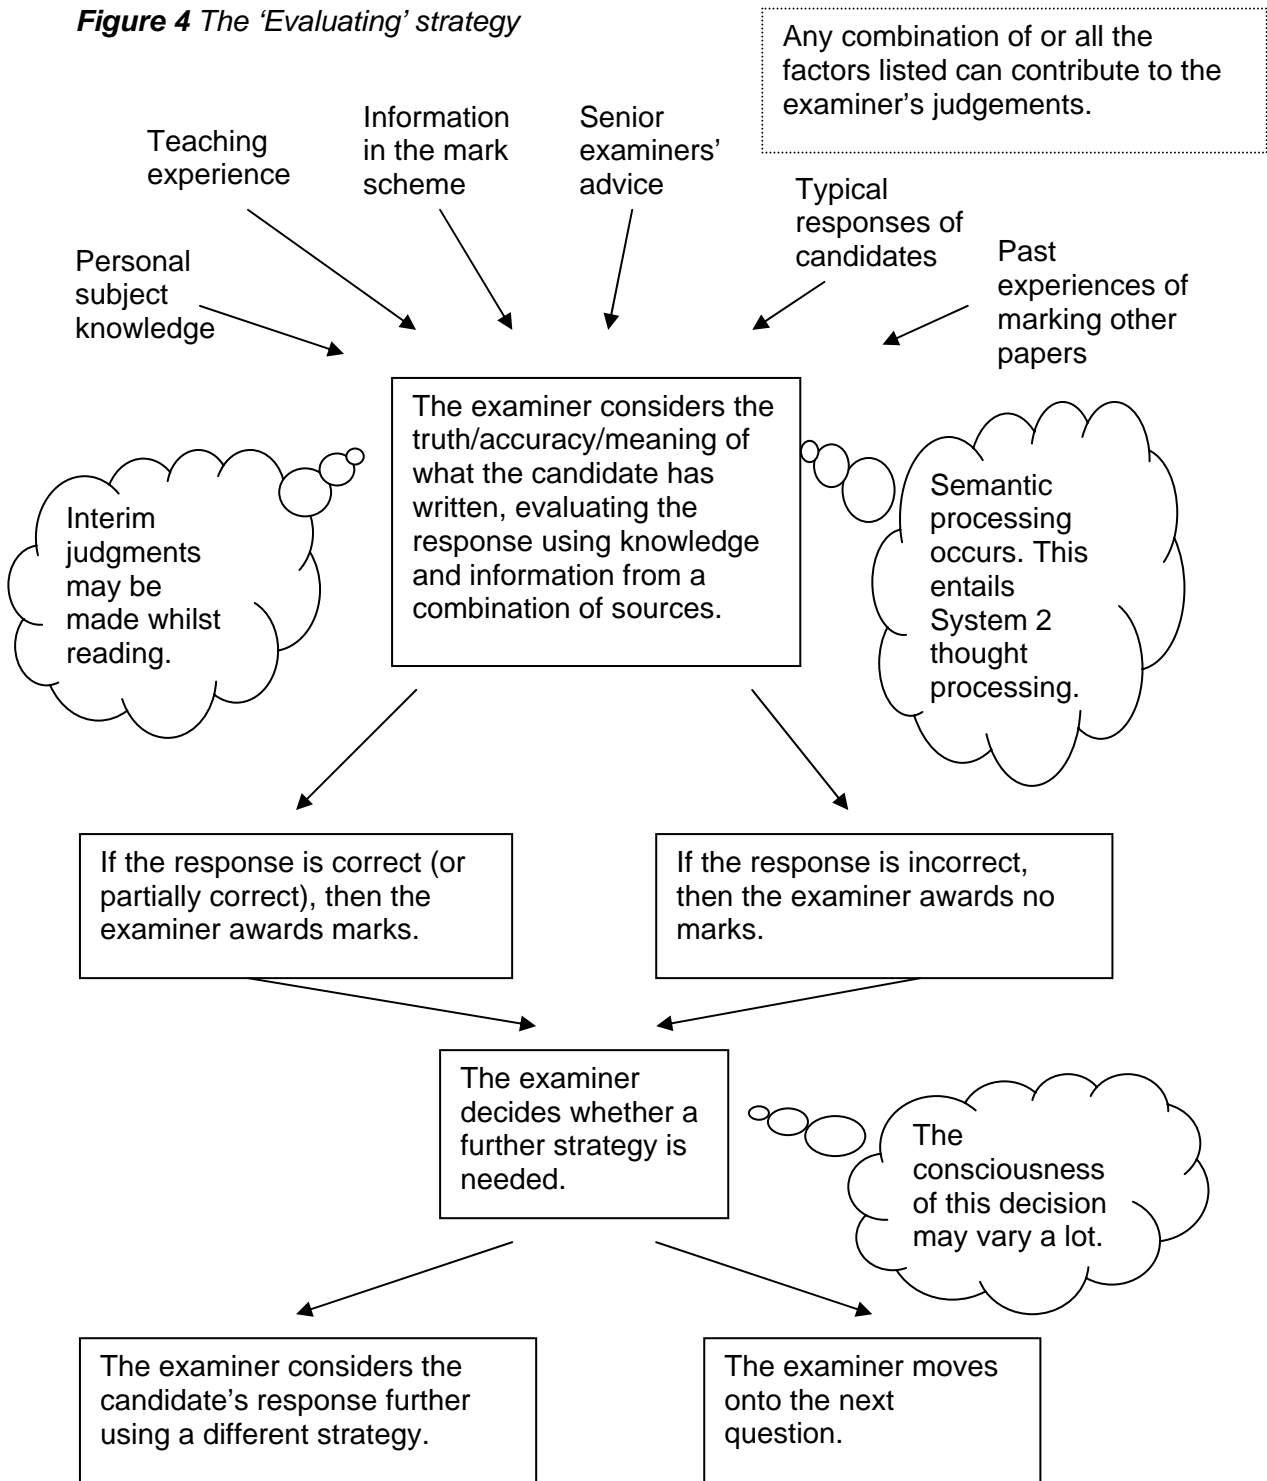 Figure 4 The ‘Evaluating’ strategy
Any combination of or all the
factors listed can contribute to the
examiner’s judgements.
Teaching
experience
Information
in the mark
scheme
Senior
examiners’
advice
Typical
responses of
candidates
Personal
subject
knowledge
Past
experiences of
marking other
papers
The examiner considers the
truth/accuracy/meaning of
what the candidate has
written, evaluating the
response using knowledge
and information from a
combination of sources.
Interim
judgments
may be
made whilst
reading.
Semantic
processing
occurs. This
entails
System 2
thought
processing.
If the response is correct (or
partially correct), then the
examiner awards marks.
If the response is incorrect,
then the examiner awards no
marks.
The examiner
decides whether a
further strategy is
needed.
The
consciousness
of this decision
may vary a lot.
The examiner considers the
candidate’s response further
using a different strategy.
The examiner moves
onto the next
question.